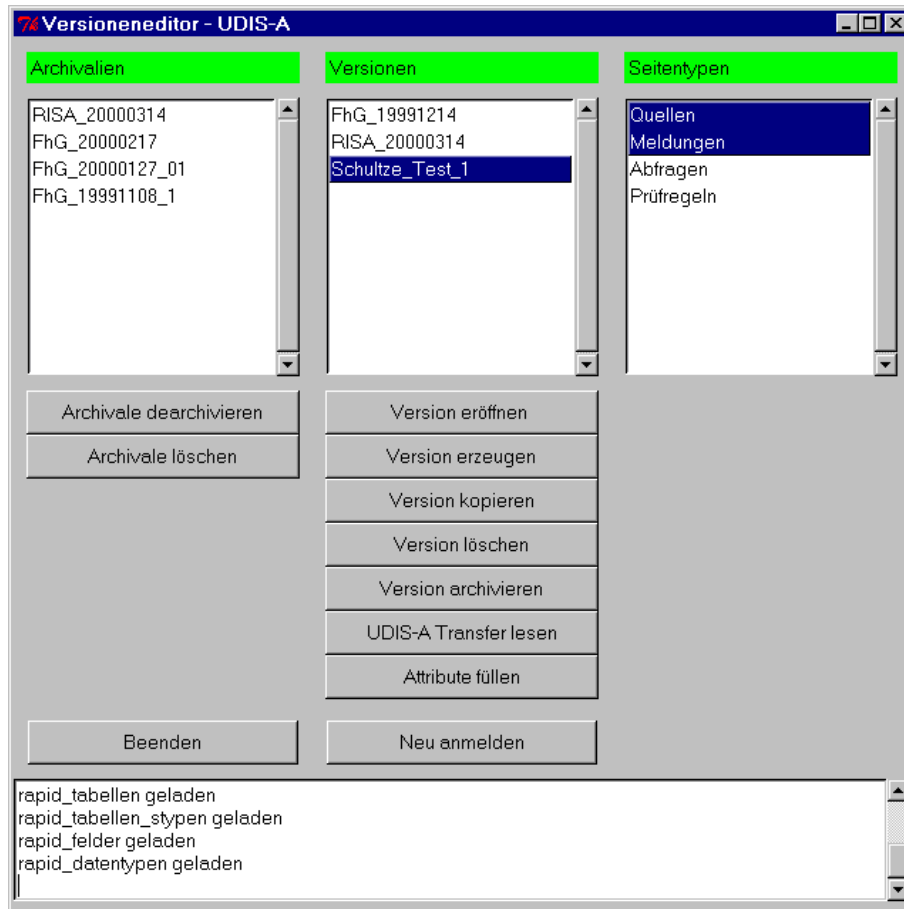 Versioneneditor - UDIS-A
Archivalien
RISA_20000314
FhG_20000217
FhG_20000127_01
FhG_19991108_1
Archivale dearchivieren
Archivale löschen
Versionen
FhG_19991214
RISA_20000314
Schultze_Test_1
Version eröffnen
Version erzeugen
Version kopieren
Version löschen
Version archivieren
UDIS-A Transfer lesen
Attribute füllen
Seitentypen
Quellen
Meldungen
Abfragen
Prüfregeln
Beenden
Neu anmelden
rapid_tabellen geladen
rapid_tabellen_stypen geladen
rapid_felder geladen
rapid_datentypen geladen